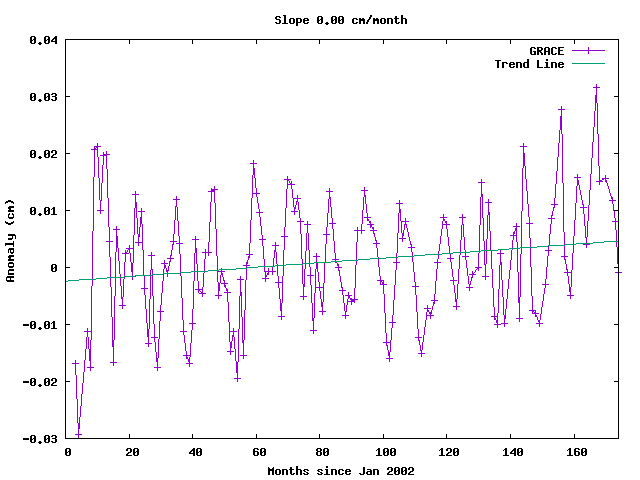 Slope 0.00 cm/month
0.04
GRACE
Trend Line
0.03
0.02
0.01
Anomaly (cm)
0
-0.01
-0.02
-0.03
0 20 40 60 80 100 120 140 160
Months since Jan 2002